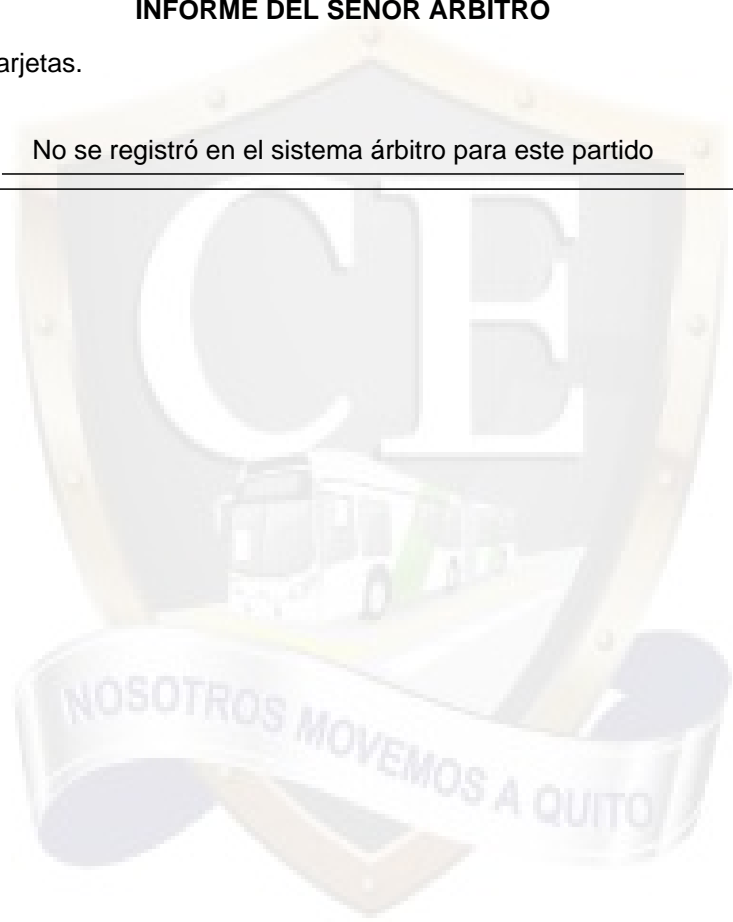 INFORME DEL SEÑOR ÁRBITRO
arjetas.
No se registró en el sistema árbitro para este partido
CE
NOSOTROS MOVEMOS A QUITO